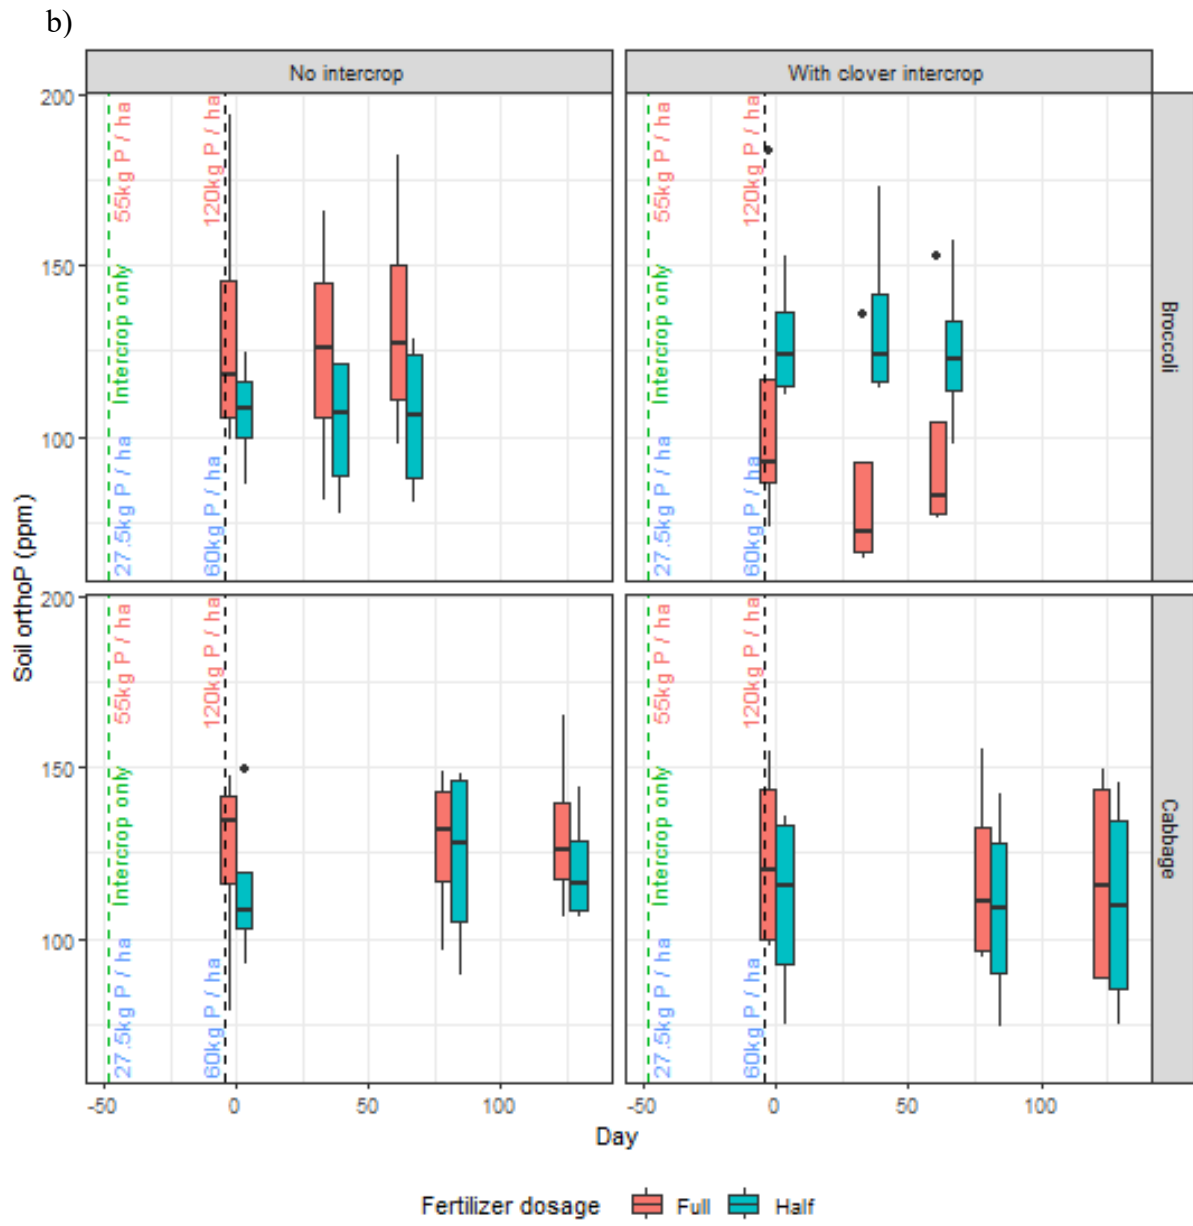 b)
No intercrop
With clover intercrop
200
150
100
55kg P / ha
Intercrop only
27.5kg P / ha
120kg P / ha
60kg P / ha
55kg P / ha
Intercrop only
27.5kg P / ha
120kg P / ha
60kg P / ha
Broccoli
Soil orthoP (ppm)
200
150
100
55kg P / ha
Intercrop only
27.5kg P / ha
120kg P / ha
60kg P / ha
55kg P / ha
Intercrop only
27.5kg P / ha
120kg P / ha
60kg P / ha
Cabbage
-50 0 50 100
-50 0 50 100
Day
Fertilizer dosage Full Half